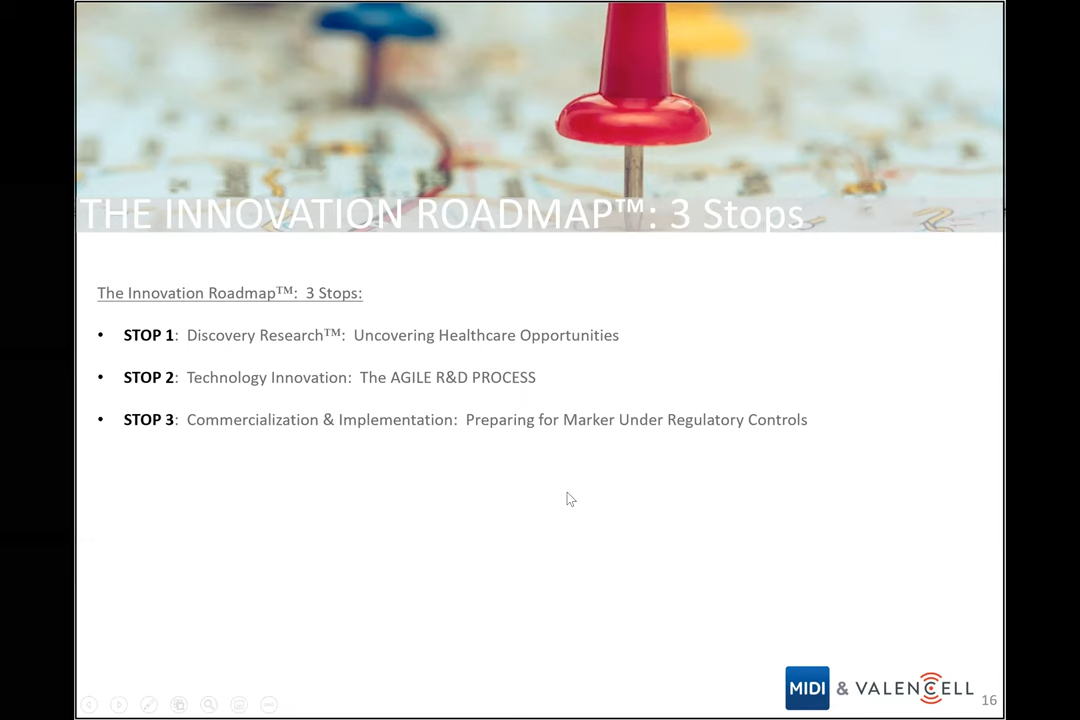 THE INNOVATION ROADMAP™: 3 Stops
The Innovation Roadmap™: 3 Stops:
• STOP 1: Discovery Research™: Uncovering Healthcare Opportunities
• STOP 2: Technology Innovation: The AGILE R&D PROCESS
• STOP 3: Commercialization & Implementation: Preparing for Marker Under Regulatory Controls
MIDI & VALENCELL
16